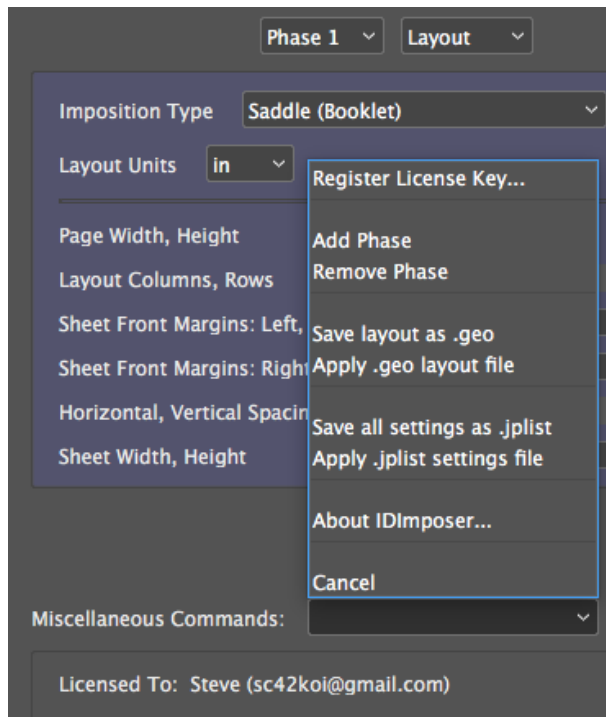 Phase 1 Layout
Imposition Type Saddle (Booklet)
Layout Units in
Register License Key...
Page Width, Height
Add Phase
Layout Columns, Rows
Remove Phase
Sheet Front Margins: Left,
Save layout as .geo
Sheet Front Margins: Right
Apply .geo layout file
Horizontal, Vertical Spacin
Save all settings as .jplist
Sheet Width, Height
Apply .jplist settings file
About IDImposer...
Cancel
Miscellaneous Commands:
Licensed To: Steve (sc42koi@gmail.com)